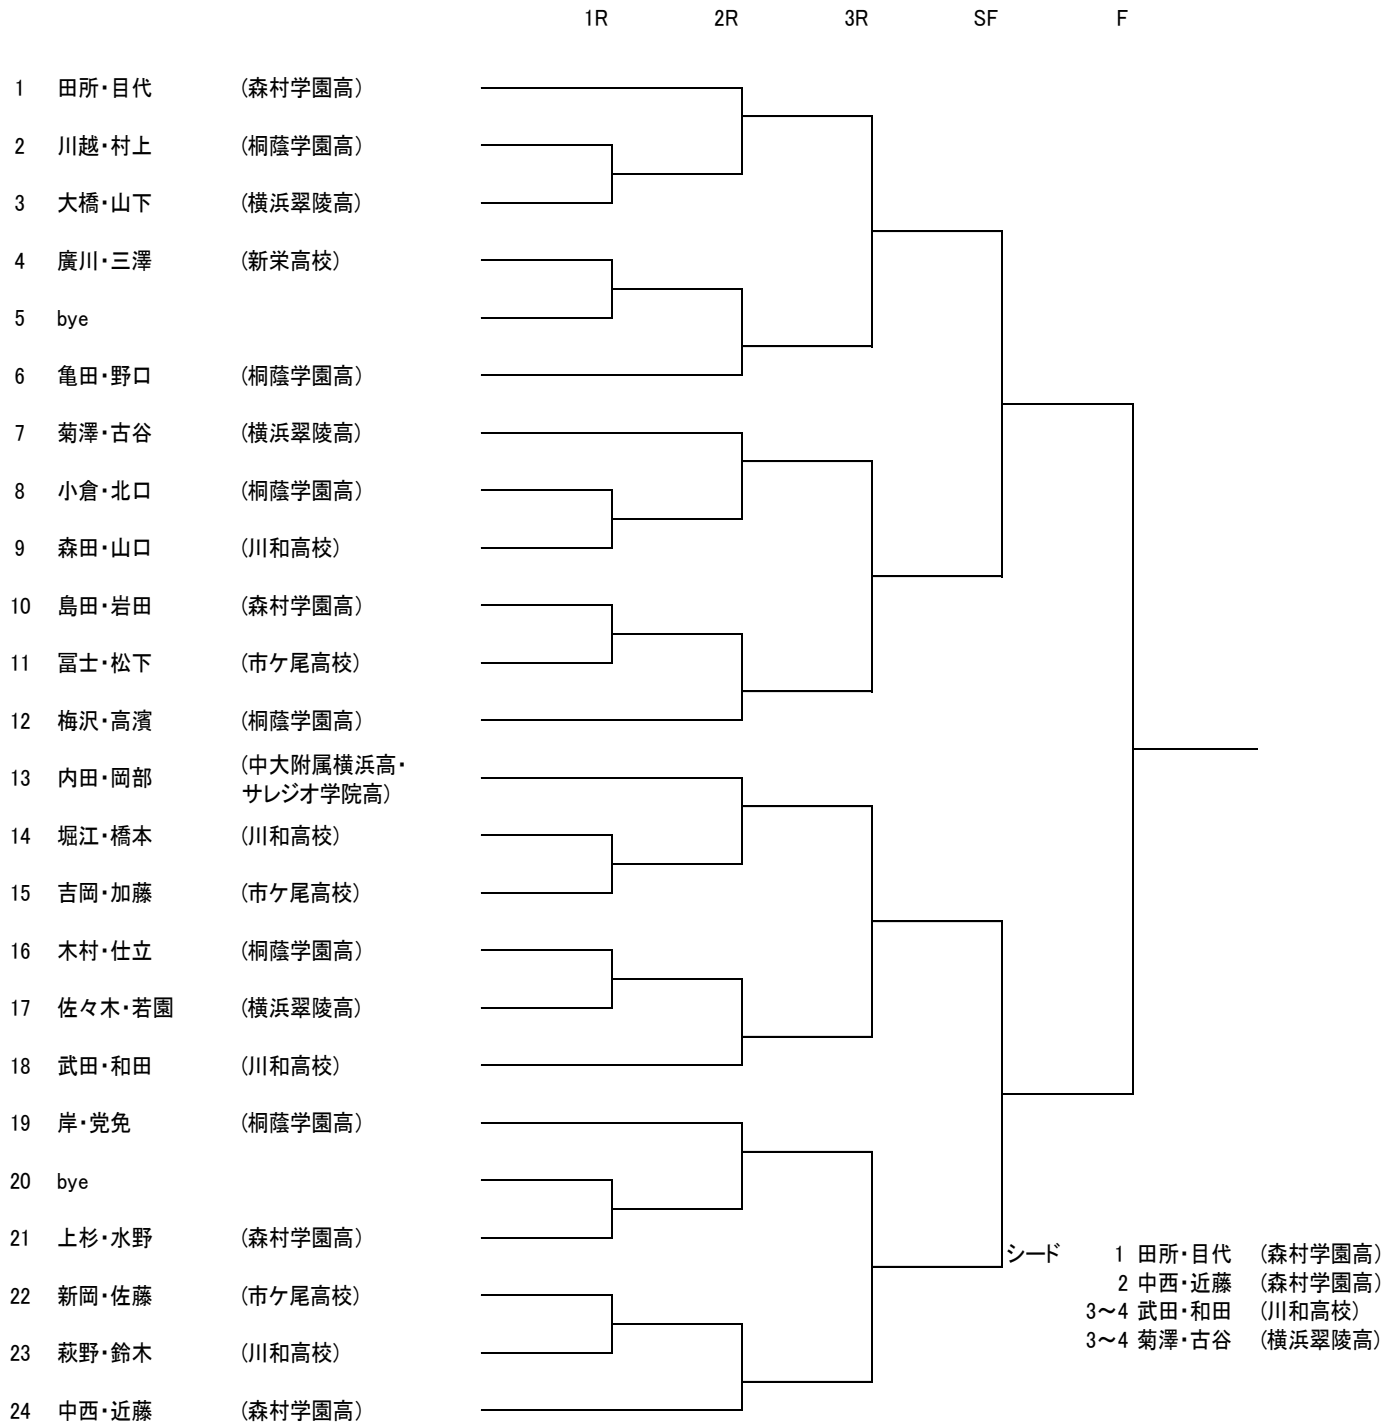 1R 2R 3R SF F
1 田所・目代 (森村学園高)
2 川越・村上 (桐蔭学園高)
3 大橋・山下 (横浜翠陵高)
4 廣川・三澤 (新栄高校)
5 bye
6 亀田・野口 (桐蔭学園高)
7 菊澤・古谷 (横浜翠陵高)
8 小倉・北口 (桐蔭学園高)
9 森田・山口 (川和高校)
10 島田・岩田 (森村学園高)
11 冨士・松下 (市ケ尾高校)
12 梅沢・高濱 (桐蔭学園高)
13 内田・岡部 (中大附属横浜高・
サレジオ学院高)
14 堀江・橋本 (川和高校)
15 吉岡・加藤 (市ケ尾高校)
16 木村・仕立 (桐蔭学園高)
17 佐々木・若園 (横浜翠陵高)
18 武田・和田 (川和高校)
19 岸・党免 (桐蔭学園高)
20 bye
21 上杉・水野 (森村学園高)
22 新岡・佐藤 (市ケ尾高校)
23 萩野・鈴木 (川和高校)
24 中西・近藤 (森村学園高)
シード 1 田所・目代 (森村学園高)
2 中西・近藤 (森村学園高)
3～4 武田・和田 (川和高校)
3～4 菊澤・古谷 (横浜翠陵高)